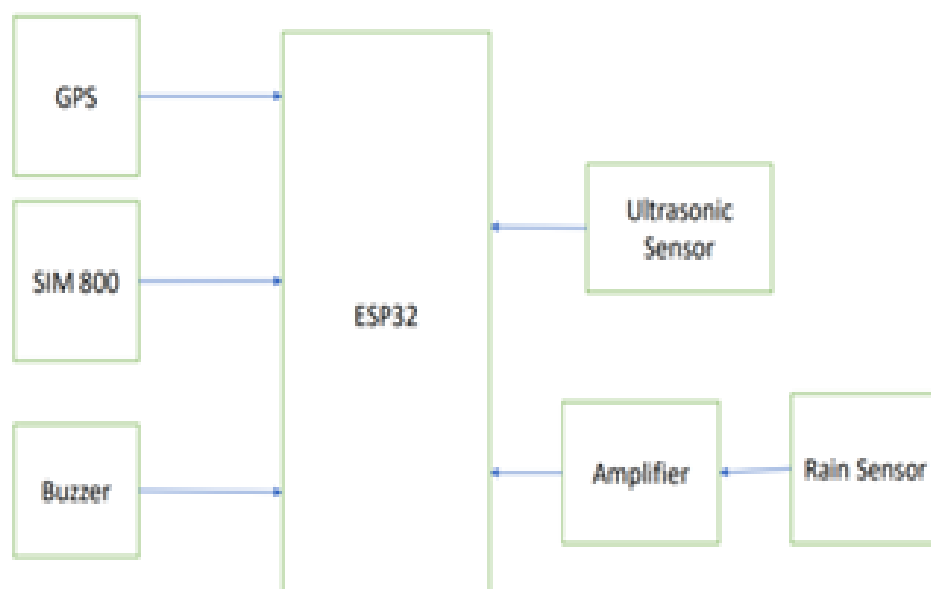 GPS
SIM 800
Buzzer
ESP32
Ultrasonic
Sensor
Amplifier
Rain Sensor